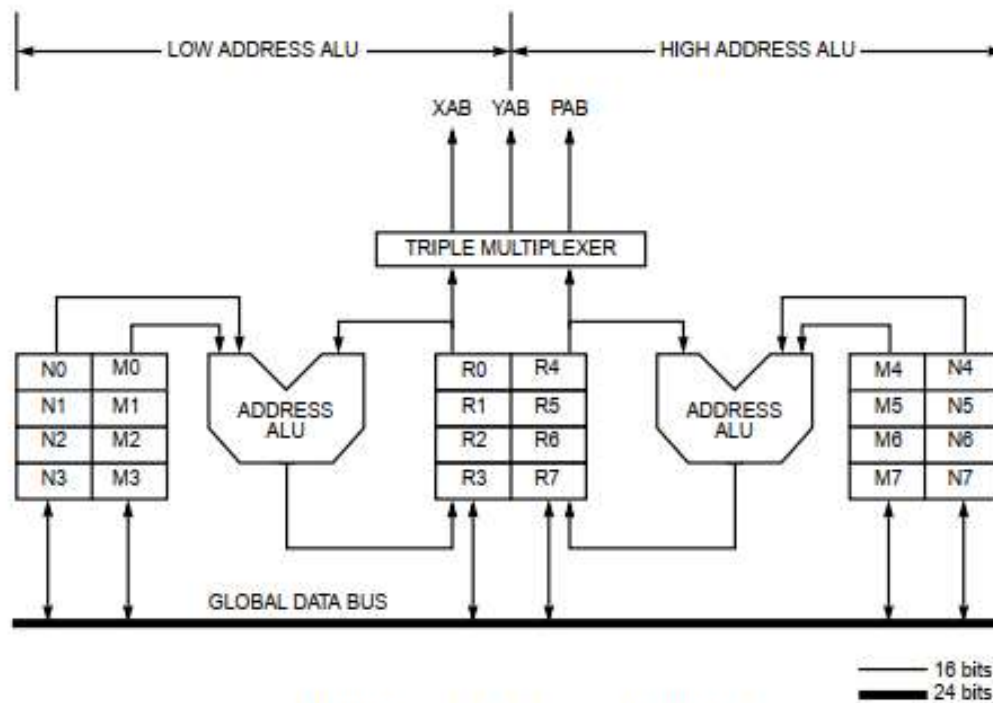 LOW ADDRESS ALU
HIGH ADDRESS ALU
XAB YAB PAB
TRIPLE MULTIPLEXER
N0 M0
N1 M1
N2 M2
N3 M3
ADDRESS
ALU
R0 R4
R1 R5
R2 R6
R3 R7
ADDRESS
ALU
M4 N4
M5 N5
M6 N6
M7 N7
GLOBAL DATA BUS
16 bits
24 bits